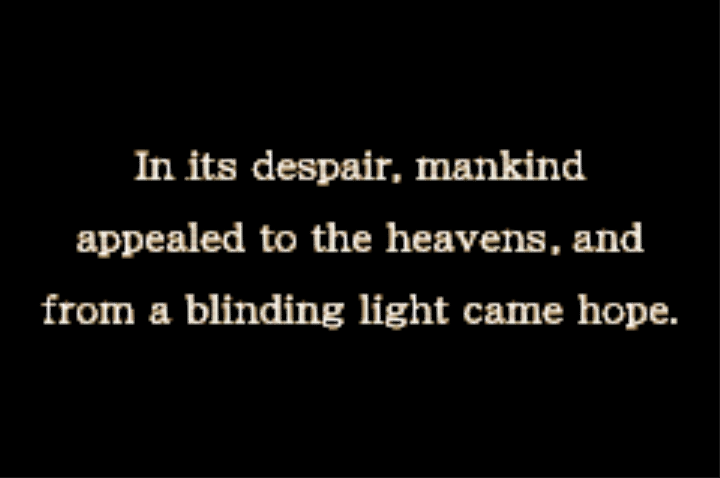 In its despair, mankind
appealed to the heavens, and
from a blinding light came hope.